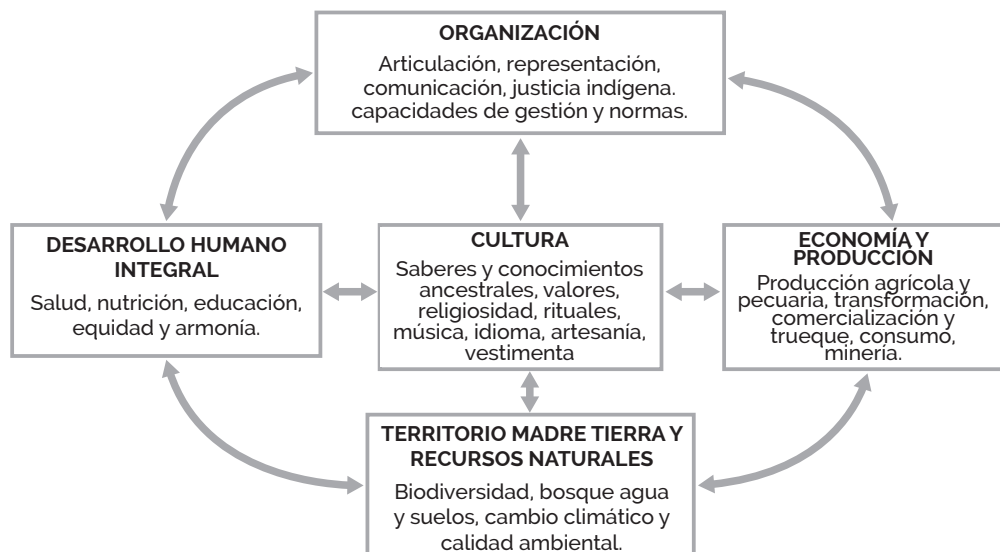 ORGANIZACIÓN
Articulación, representación,
comunicación, justicia indígena.
capacidades de gestión y normas.
DESARROLLO HUMANO
INTEGRAL
Salud, nutrición, educación,
equidad y armonía.
CULTURA
Saberes y conocimientos
ancestrales, valores,
religiosidad, rituales,
música, idioma, artesanía,
vestimenta
ECONOMÍA Y
PRODUCCIÓN
Producción agrícola y
pecuaria, transformación,
comercialización y
trueque, consumo,
minería.
TERRITORIO MADRE TIERRA Y
RECURSOS NATURALES
Biodiversidad, bosque agua
y suelos, cambio climático y
calidad ambiental.